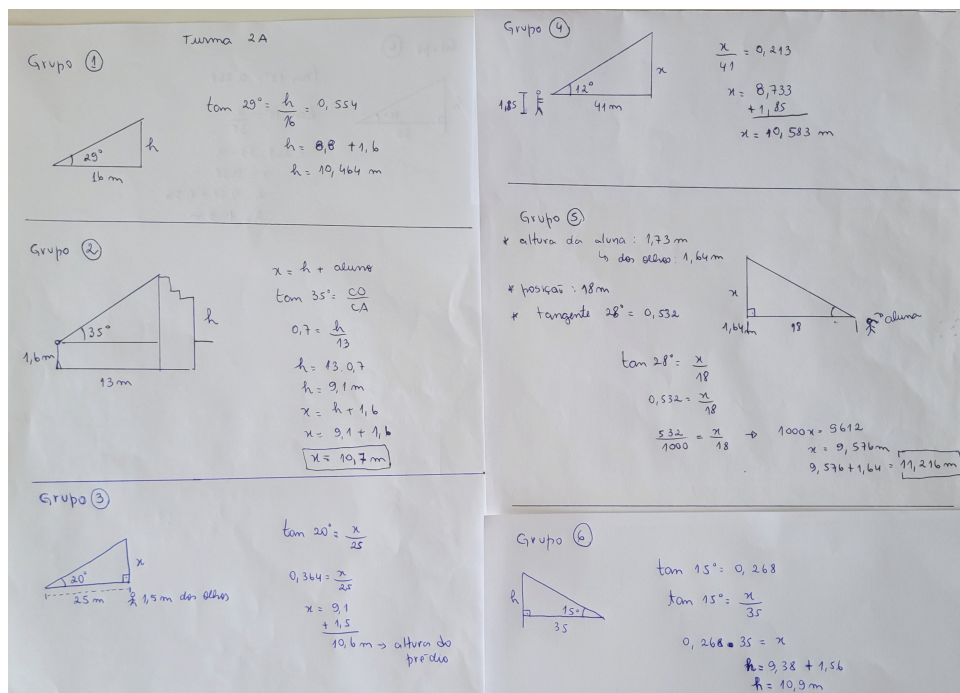 Turma 2A
Grupo 1
tan 29° = h/16 = 0,554
h = 8,8 + 1,6
h = 10,464 m
29°
h
16 m
Grupo 2
x = h + aluno
tan 35° = CO/CA
0,7 = h/13
h = 13.0,7
h = 9,1 m
x = h + 1,6
x = 9,1 + 1,6
x = 10,7 m
35°
h
1,6 m
13 m
Grupo 3
tan 20° = x/25
0,364 = x/25
x = 9,1
+ 1,5
10,6 m → altura do
prédio
20°
x
25 m
1,5 m dos olhos
Grupo 4
x/41 = 0,213
x = 8,733
+ 1,85
x = 10,583 m
12°
x
1,85
41 m
Grupo 5
* altura da aluna : 1,73 m
↳ dos olhos : 1,64 m
* posição : 18 m
* tangente 28° = 0,532
x
1,64m
18
aluna
tan 28° = x/18
0,532 = x/18
532/1000 = x/18 → 1000x = 9612
x = 9,576m
9,576 + 1,64 = 11,216 m
Grupo 6
tan 15° = 0,268
tan 15° = x/35
0,268 • 35 = x
h = 9,38 + 1,56
h = 10,9 m
h
15°
35